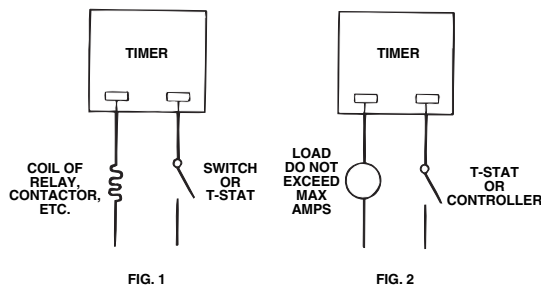 TIMER
COIL OF
RELAY,
CONTACTOR,
ETC.
SWITCH
OR
T-STAT
FIG. 1
TIMER
LOAD
DO NOT
EXCEED
MAX
AMPS
T-STAT
OR
CONTROLLER
FIG. 2